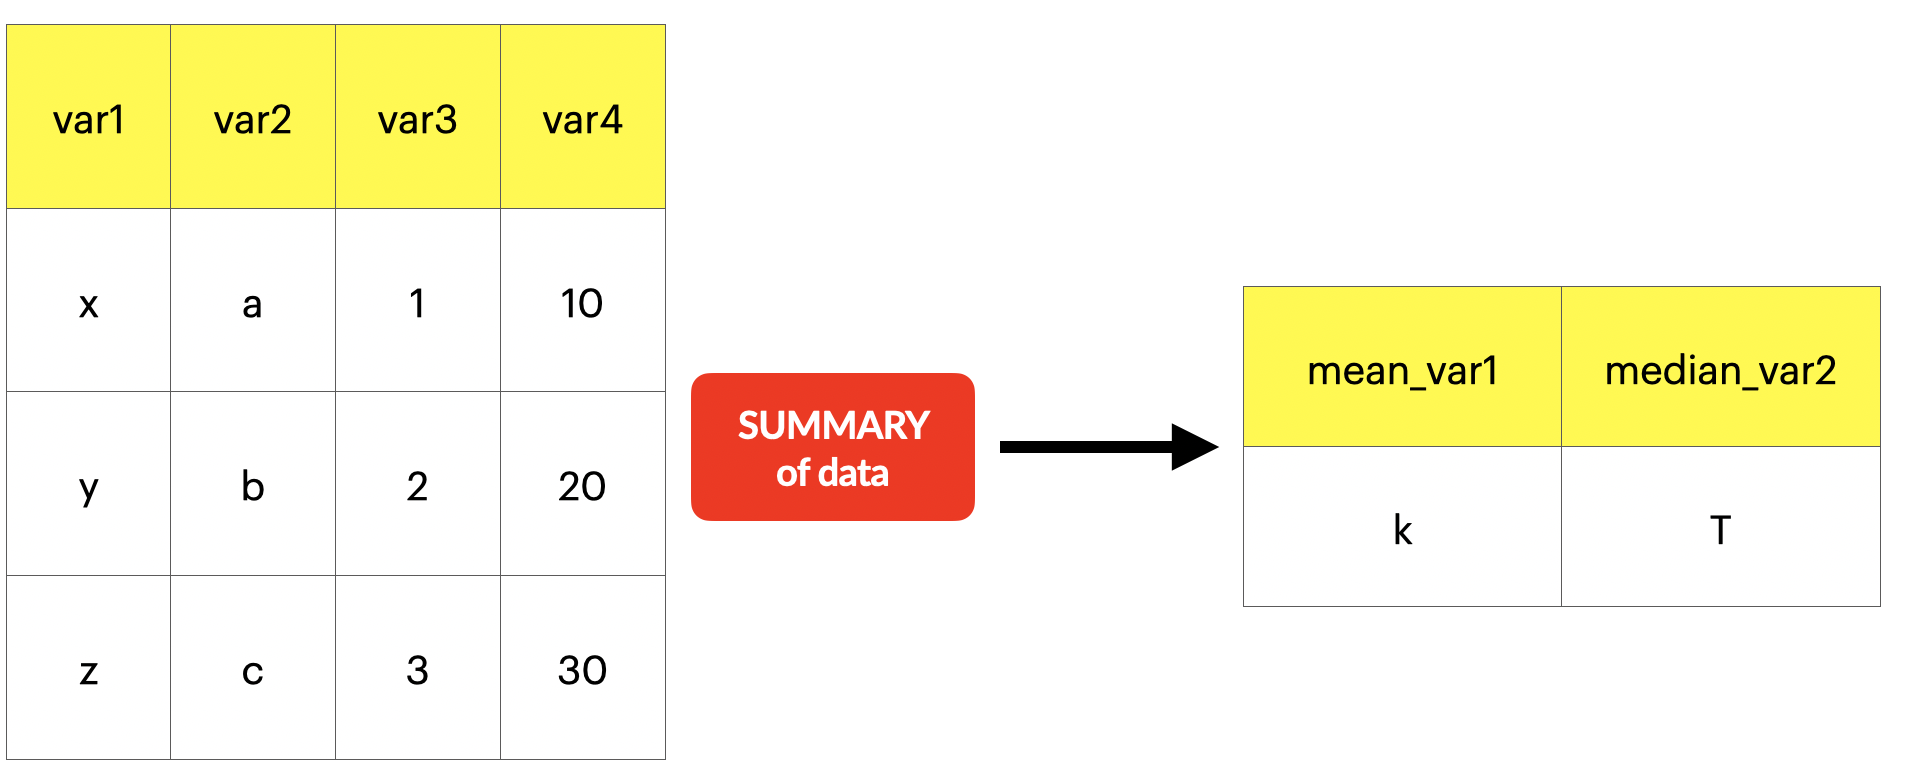 var1 var2 var3 var4
x a 1 10
y b 2 20
z c 3 30
SUMMARY
of data
mean_var1 median_var2
k T